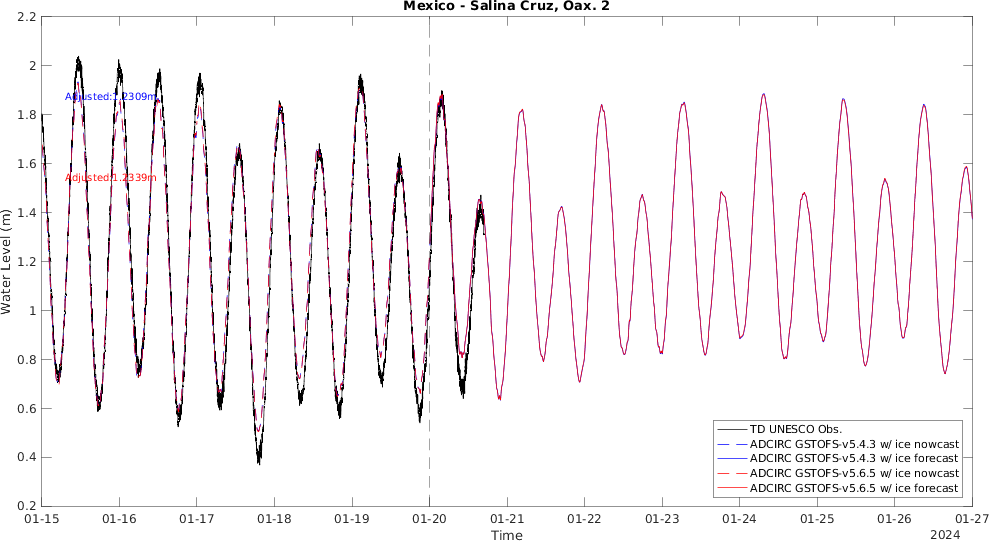 Mexico - Salina Cruz, Oax. 2
2.2
2
1.8
1.6
1.4
1.2
1
0.8
0.6
0.4
0.2
Water Level (m)
Adjusted:1.2309m
Adjusted:1.2339m
TD UNESCO Obs.
ADCIRC GSTOFS-v5.4.3 w/ ice nowcast
ADCIRC GSTOFS-v5.4.3 w/ ice forecast
ADCIRC GSTOFS-v5.6.5 w/ ice nowcast
ADCIRC GSTOFS-v5.6.5 w/ ice forecast
01-15 01-16 01-17 01-18 01-19 01-20 01-21 01-22 01-23 01-24 01-25 01-26 01-27
Time
2024